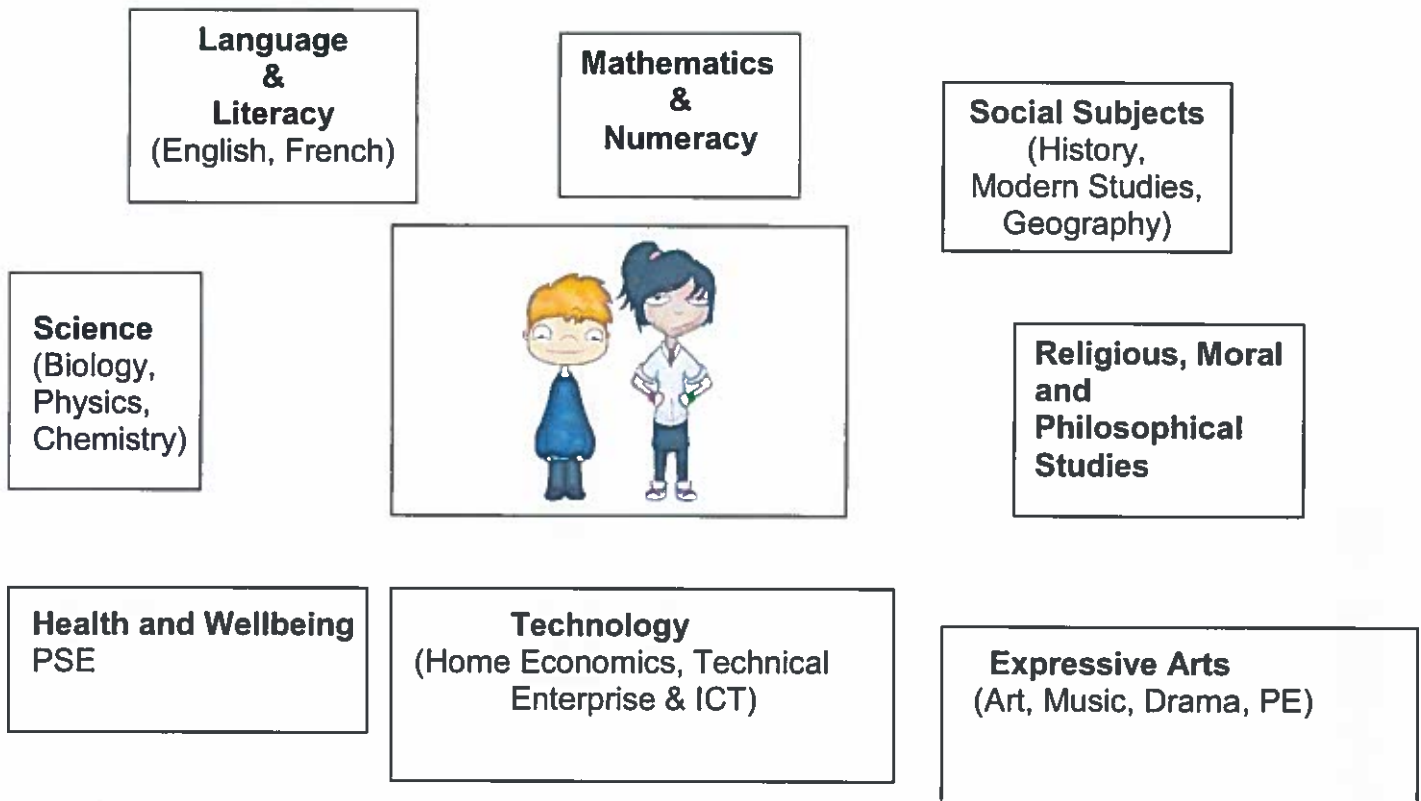 Language
&
Literacy
(English, French)
Mathematics
&
Numeracy
Social Subjects
(History,
Modern Studies,
Geography)
Science
(Biology,
Physics,
Chemistry)
Religious, Moral
and
Philosophical
Studies
Health and Wellbeing
PSE
Technology
(Home Economics, Technical
Enterprise & ICT)
Expressive Arts
(Art, Music, Drama, PE)